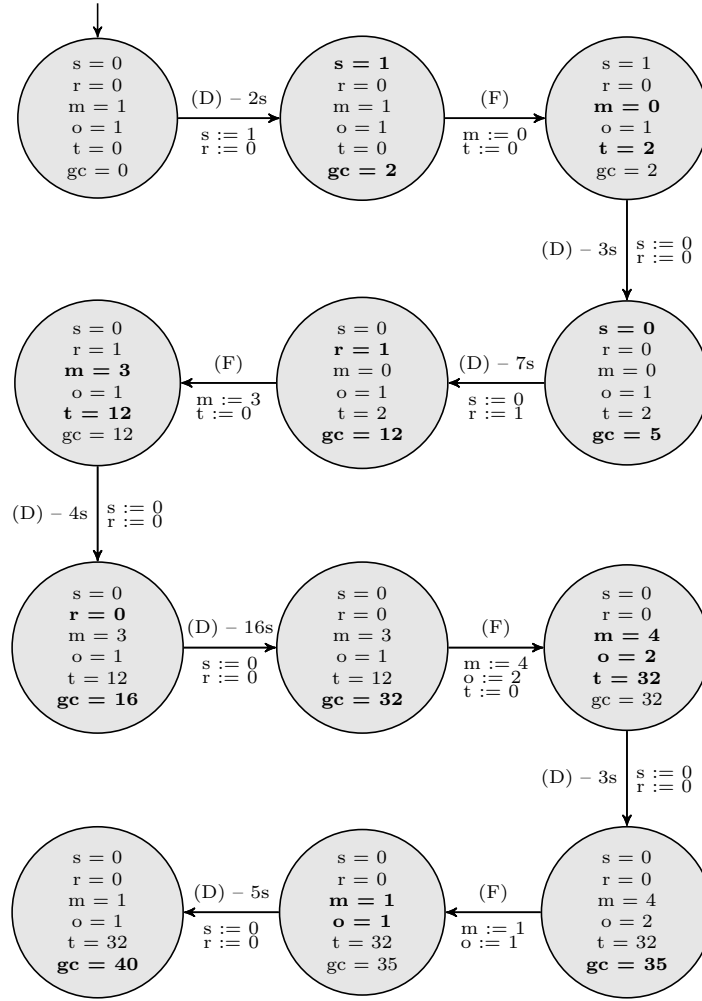 s = 0
r = 0
m = 1
o = 1
t = 0
gc = 0
(D) – 2s
s := 1
r := 0
s = 1
r = 0
m = 1
o = 1
t = 0
gc = 2
(F)
m := 0
t := 0
s = 1
r = 0
m = 0
o = 1
t = 2
gc = 2
(D) – 3s
s := 0
r := 0
s = 0
r = 0
m = 0
o = 1
t = 2
gc = 5
(D) – 7s
s := 0
r := 1
s = 0
r = 1
m = 0
o = 1
t = 2
gc = 12
(F)
m := 3
t := 0
s = 0
r = 1
m = 3
o = 1
t = 12
gc = 12
(D) – 4s
s := 0
r := 0
s = 0
r = 0
m = 3
o = 1
t = 12
gc = 16
(D) – 16s
s := 0
r := 0
s = 0
r = 0
m = 3
o = 1
t = 12
gc = 32
(F)
m := 4
o := 2
t := 0
s = 0
r = 0
m = 4
o = 2
t = 32
gc = 32
(D) – 3s
s := 0
r := 0
s = 0
r = 0
m = 4
o = 2
t = 32
gc = 35
(F)
m := 1
o := 1
s = 0
r = 0
m = 1
o = 1
t = 32
gc = 35
(D) – 5s
s := 0
r := 0
s = 0
r = 0
m = 1
o = 1
t = 32
gc = 40